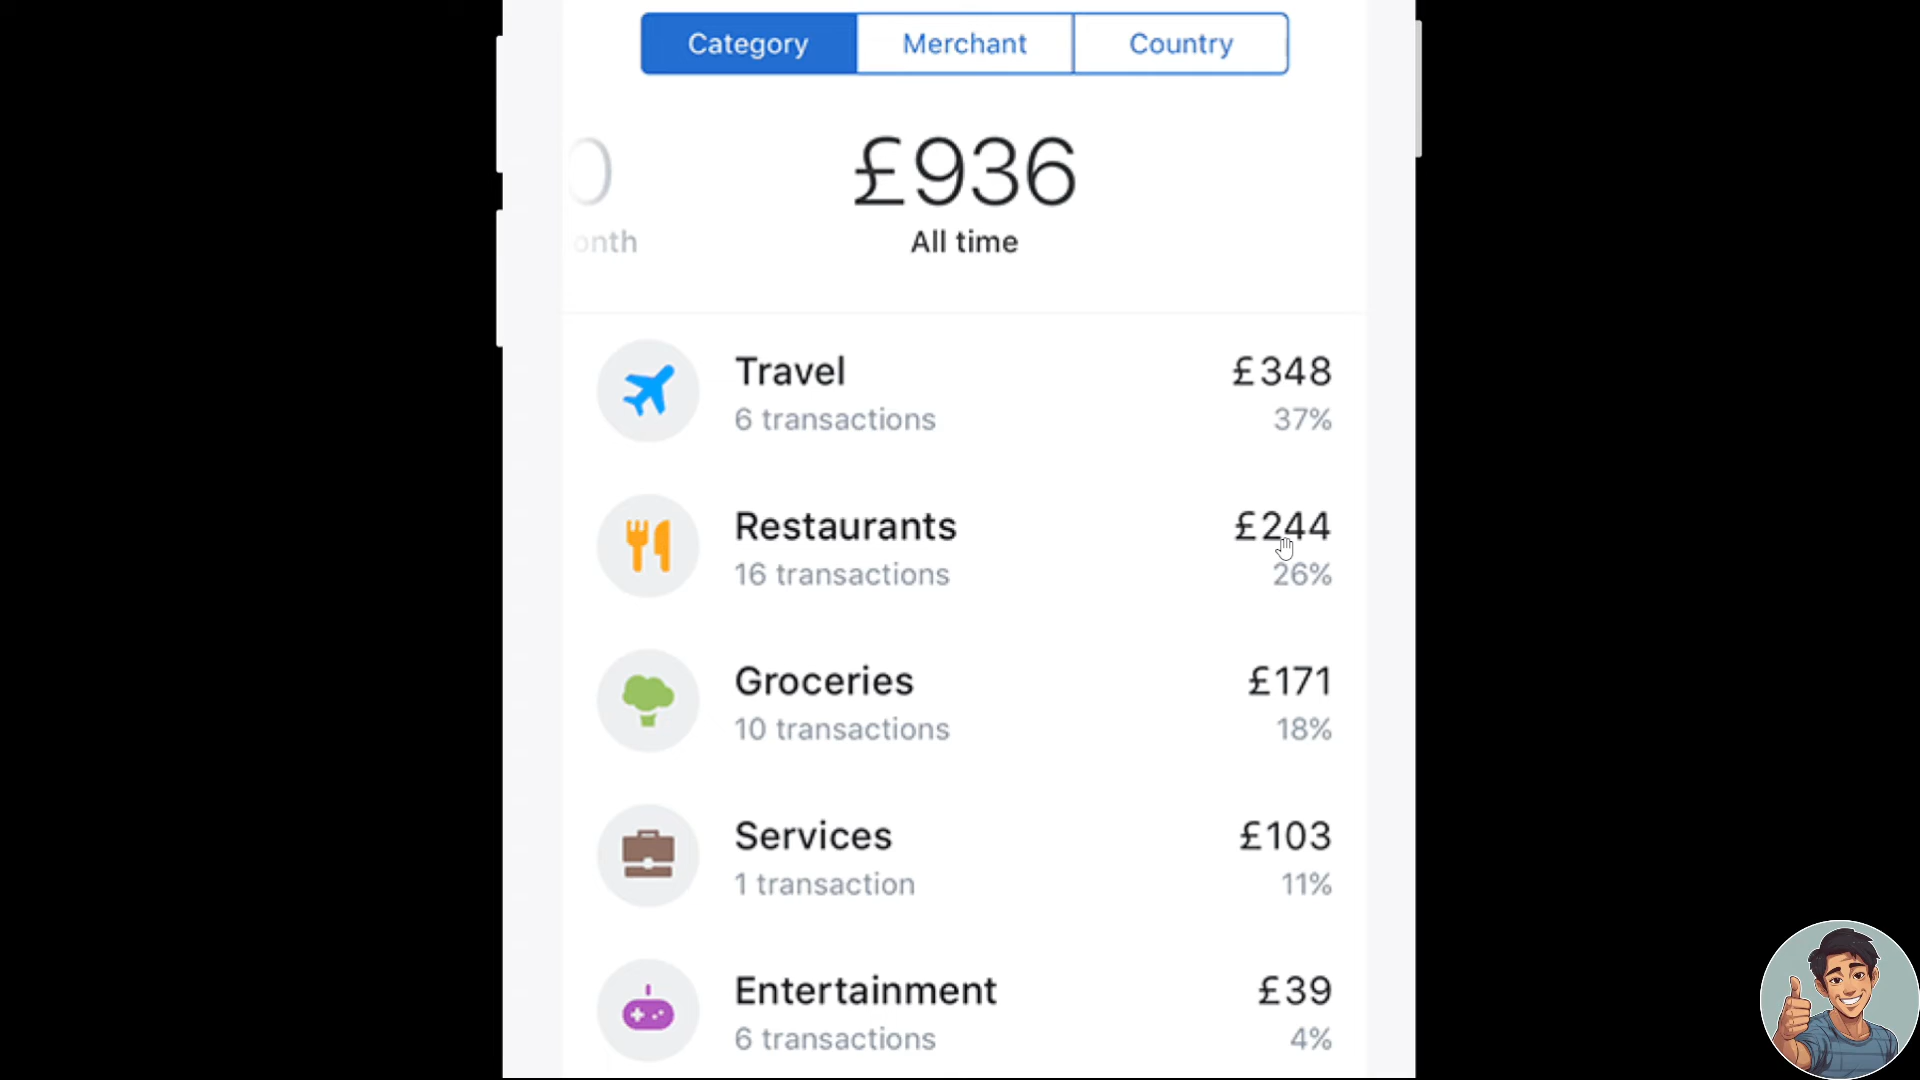 Category
Merchant
Country
£936
All time
onth
Travel
£348
6 transactions
37%
Restaurants
£244
16 transactions
26%
Groceries
£171
10 transactions
18%
Services
£103
1 transaction
11%
Entertainment
£39
6 transactions
4%